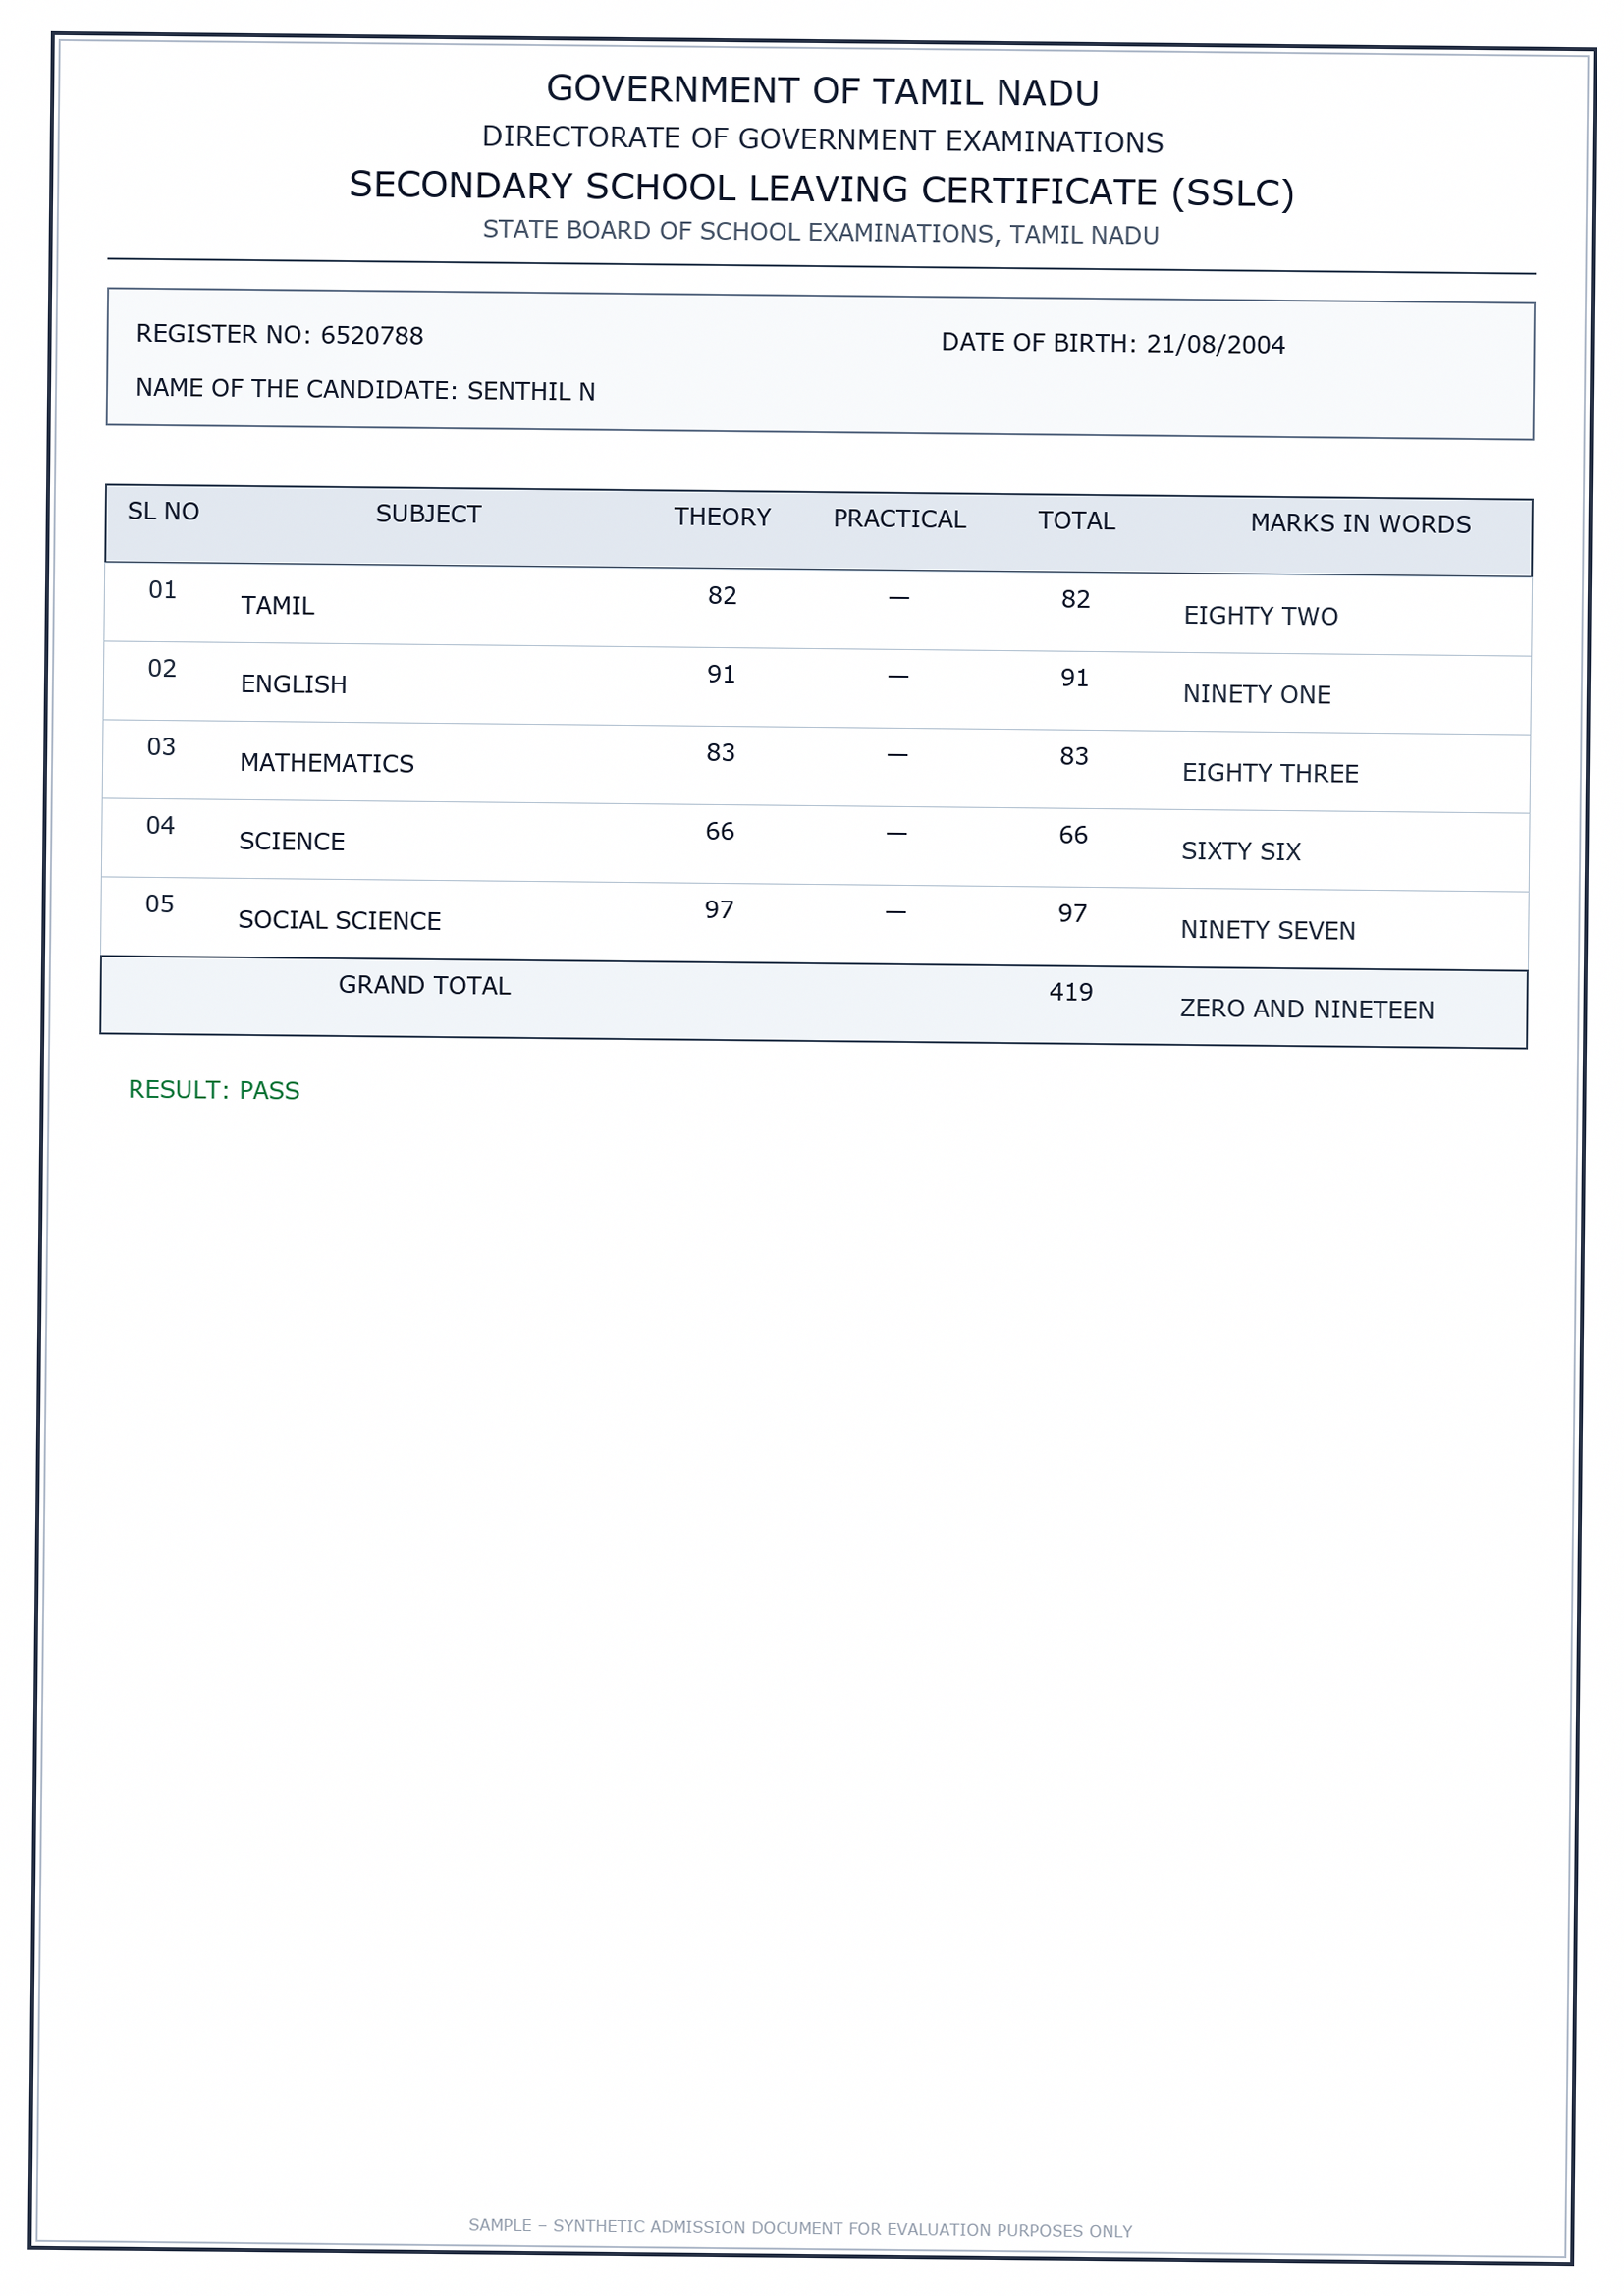 GOVERNMENT OF TAMIL NADU
DIRECTORATE OF GOVERNMENT EXAMINATIONS
SECONDARY SCHOOL LEAVING CERTIFICATE (SSLC)
STATE BOARD OF SCHOOL EXAMINATIONS, TAMIL NADU
REGISTER NO: 6520788 DATE OF BIRTH: 21/08/2004
NAME OF THE CANDIDATE: SENTHIL N
SL NO SUBJECT THEORY PRACTICAL TOTAL MARKS IN WORDS
01 TAMIL 82 — 82 EIGHTY TWO
02 ENGLISH 91 — 91 NINETY ONE
03 MATHEMATICS 83 — 83 EIGHTY THREE
04 SCIENCE 66 — 66 SIXTY SIX
05 SOCIAL SCIENCE 97 — 97 NINETY SEVEN
GRAND TOTAL 419 ZERO AND NINETEEN
RESULT: PASS
SAMPLE – SYNTHETIC ADMISSION DOCUMENT FOR EVALUATION PURPOSES ONLY